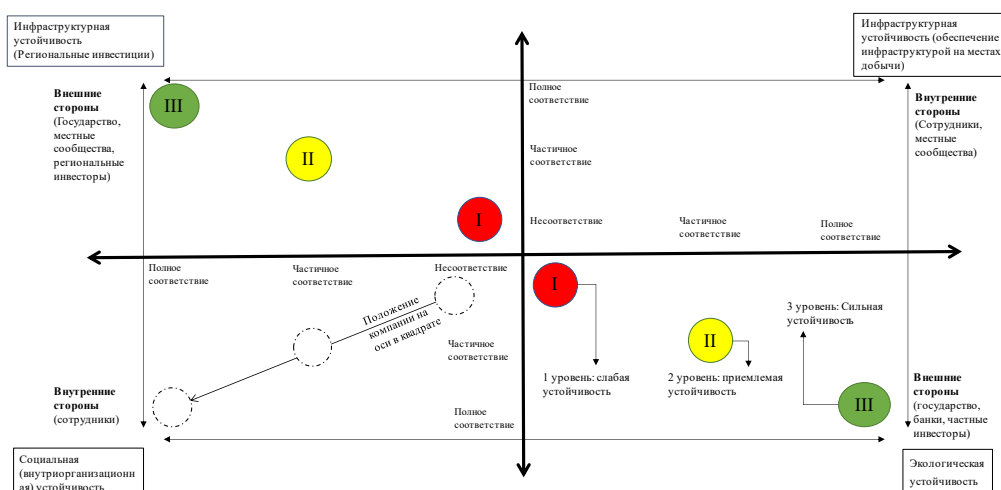 Инфраструктурная
устойчивость
(Региональные инвестиции)
Инфраструктурная
устойчивость (обеспечение
инфраструктурой на местах
добычи)
Внешние
стороны
(Государство,
местные
сообщества,
региональные
инвесторы)
III
II
I
Полное
соответствие
Частичное
соответствие
Несоответствие
Частичное
соответствие
Полное
соответствие
Внутренние
стороны
(Сотрудники,
местные
сообщества)
Полное
соответствие
Частичное
соответствие
Несоответствие
Положение
компании на
оси в квадрате
Частичное
соответствие
Полное
соответствие
Внутренние
стороны
(сотрудники)
I
II
III
1 уровень: слабая
устойчивость
2 уровень: приемлемая
устойчивость
3 уровень: Сильная
устойчивость
Внешние
стороны
(государство,
банки, частные
инвесторы)
Социальная
(внутриорганизационн
ая) устойчивость
Экологическая
устойчивость